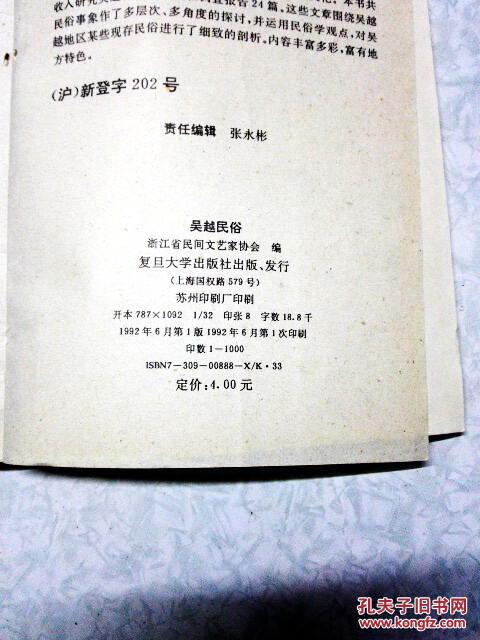 收入研究吴越
查报告24篇,这些文章围绕吴越
民俗事象作了多层次、多角度的探讨,并运用民俗学观点,对吴
越地区某些现存民俗进行了细致的剖析。内容丰富多彩,富有地
方特色。
(沪)新登字202号
责任编辑 张永彬
吴越民俗
浙江省民间文艺家协会 编
复旦大学出版社出版、发行
(上海国权路579号)
苏州印刷厂印刷
开本787×1092 1/32 印张8 字数18.8千
1992年6月第1版1992年6月第1次印刷
印数1-1000
ISBN7-309-00888-X/K·33
定价:4.00元
孔夫子旧书网
www.kongfz.com